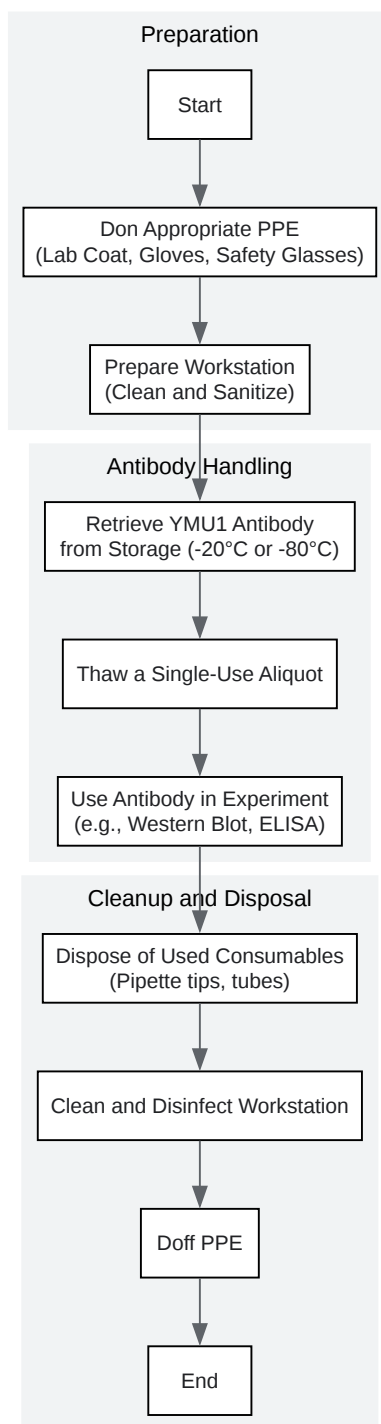 Preparation
Start
Don Appropriate PPE
(Lab Coat, Gloves, Safety Glasses)
Prepare Workstation
(Clean and Sanitize)
Antibody Handling
Retrieve YMU1 Antibody
from Storage (-20°C or -80°C)
Thaw a Single-Use Aliquot
Use Antibody in Experiment
(e.g., Western Blot, ELISA)
Cleanup and Disposal
Dispose of Used Consumables
(Pipette tips, tubes)
Clean and Disinfect Workstation
Doff PPE
End